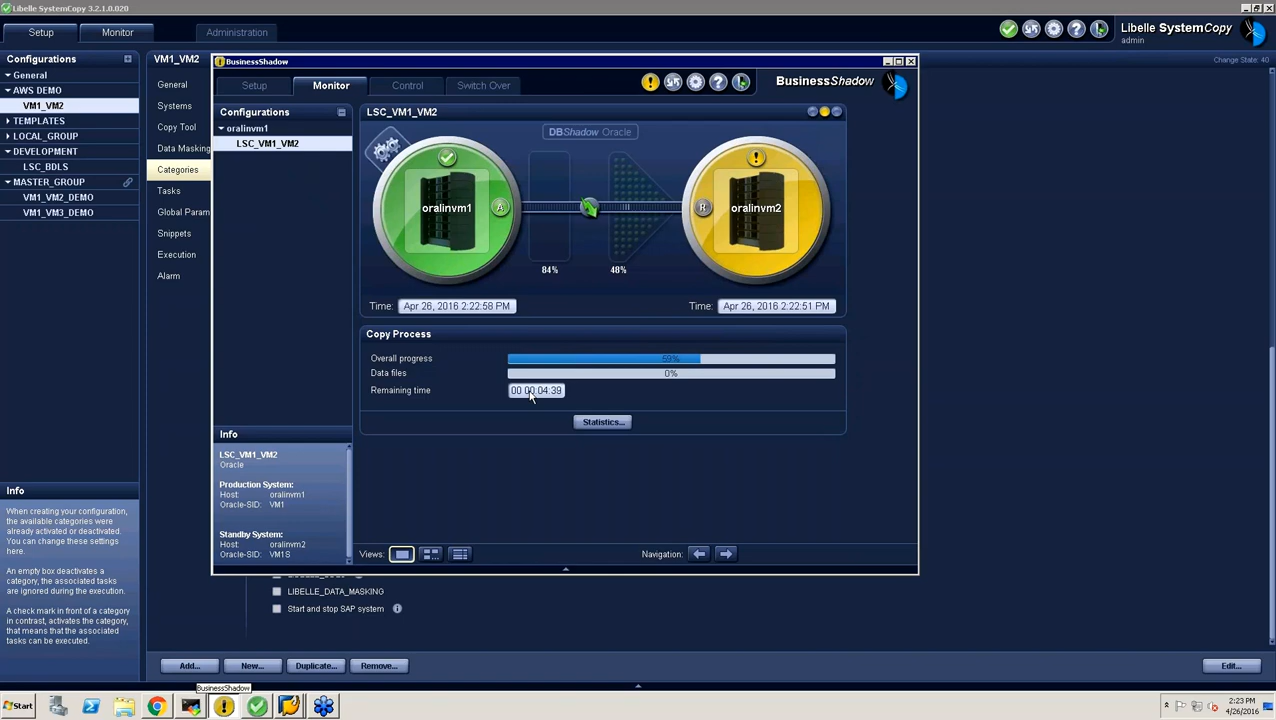 Libelle SystemCopy 3.2.1.0.020
Setup
Monitor
Administration
Libelle SystemCopy
admin
Configurations
General
AWS DEMO
VM1_VM2
TEMPLATES
LOCAL_GROUP
DEVELOPMENT
LSC_BDLS
MASTER_GROUP
VM1_VM2_DEMO
VM1_VM3_DEMO
Info
When creating your configuration,
the available categories were
already activated or deactivated.
You can change these settings
here.
An empty box deactivates a
category, the associated tasks
are ignored during the execution.
A check mark in front of a category
in contrast, activates the category,
that means that the associated
tasks can be executed.
VM1_VM2
Change State: 40
General
Systems
Copy Tool
Data Masking
Categories
Tasks
Global Param
Snippets
Execution
Alarm
BusinessShadow
Setup
Monitor
Control
Switch Over
BusinessShadow
Configurations
oralinvm1
LSC_VM1_VM2
LSC_VM1_VM2
DBShadow Oracle
oralinvm1
A
R
oralinvm2
84%
48%
Time:
Apr 26, 2016 2:22:58 PM
Time:
Apr 26, 2016 2:22:51 PM
Copy Process
Overall progress
59%
Data files
0%
Remaining time
00 00:04:39
Statistics...
Info
LSC_VM1_VM2
Oracle
Production System:
Host: oralinvm1
Oracle-SID: VM1
Standby System:
Host: oralinvm2
Oracle-SID: VM1S
Views:
Navigation:
LIBELLE_DATA_MASKING
Start and stop SAP system
Add...
New...
Duplicate...
Remove...
Edit...
BusinessShadow
Start
2:23 PM
4/26/2016